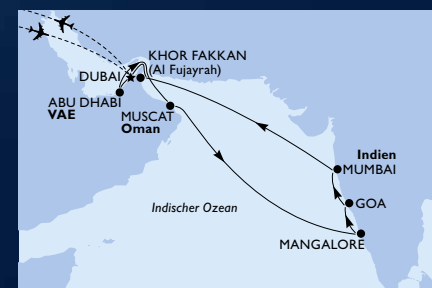 KHOR FAKKAN
(Al Fujayrah)
DUBAI
ABU DHABI
VAE
MUSCAT
Oman
Indien
MUMBAI
GOA
Indischer Ozean
MANGALORE